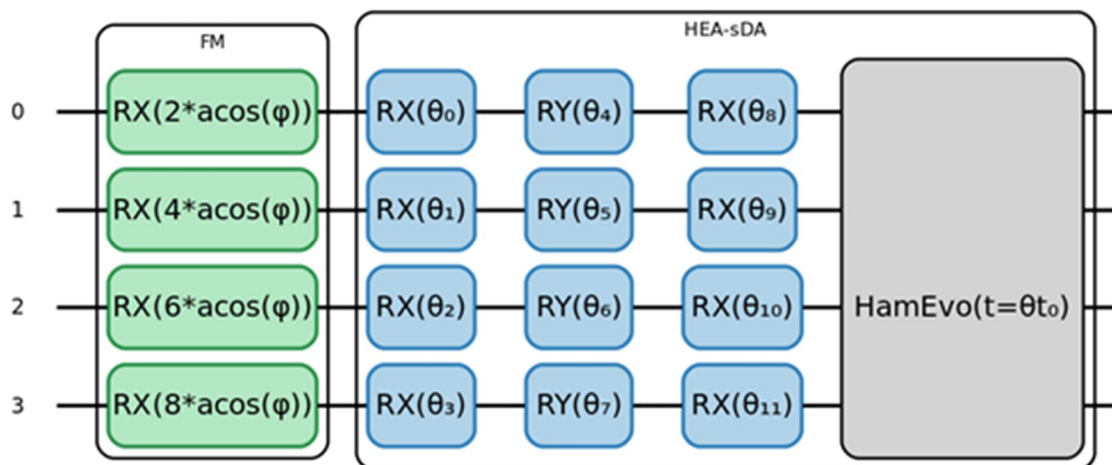 FM HEA-sDA
0 RX(2*acos(φ)) RX(θ₀) RY(θ₄) RX(θ₈)
1 RX(4*acos(φ)) RX(θ₁) RY(θ₅) RX(θ₉)
2 RX(6*acos(φ)) RX(θ₂) RY(θ₆) RX(θ₁₀) HamEvo(t=θt₀)
3 RX(8*acos(φ)) RX(θ₃) RY(θ₇) RX(θ₁₁)